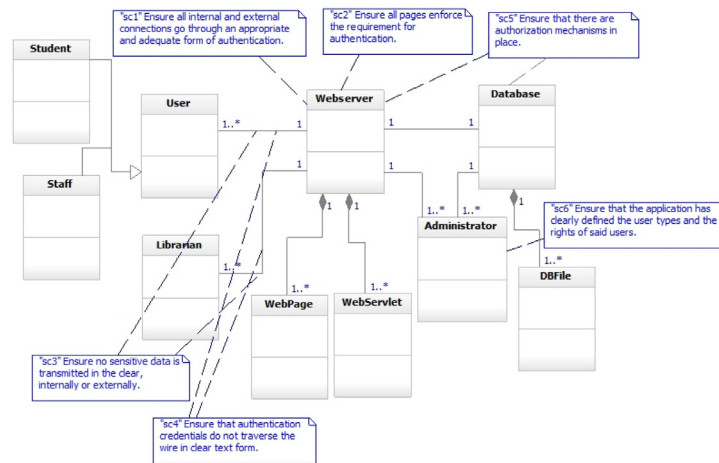 "sc1" Ensure all internal and external
connections go through an appropriate
and adequate form of authentication.
"sc2" Ensure all pages enforce
the requirement for
authentication.
"sc5" Ensure that there are
authorization mechanisms in
place.
Student
User
Webserver
Database
1..*
1
1
1
Staff
1
1
1
1
1
1
Librarian
1..*
1..*
1..*
Administrator
"sc6" Ensure that the application has
clearly defined the user types and the
rights of said users.
1..*
1..*
1..*
DBFile
WebPage
WebServlet
"sc3" Ensure no sensitive data is
transmitted in the clear,
internally or externally.
"sc4" Ensure that authentication
credentials do not traverse the
wire in clear text form.